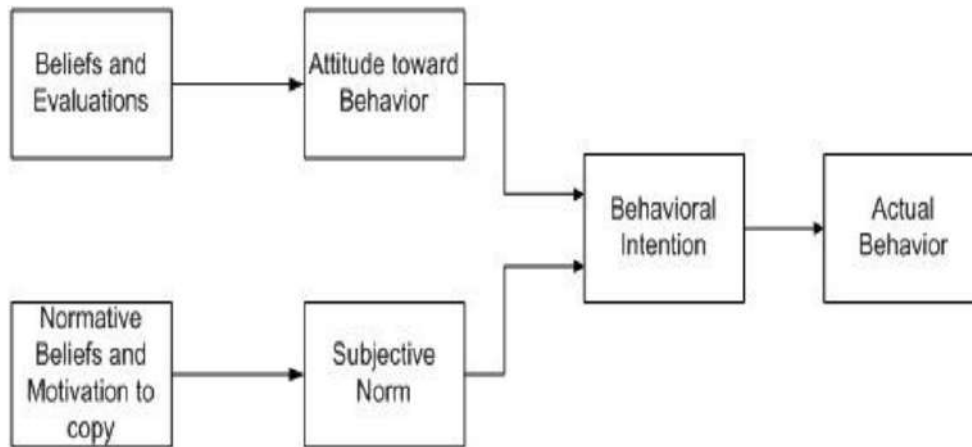 Beliefs and
Evaluations
Attitude toward
Behavior
Behavioral
Intention
Actual
Behavior
Normative
Beliefs and
Motivation to
copy
Subjective
Norm